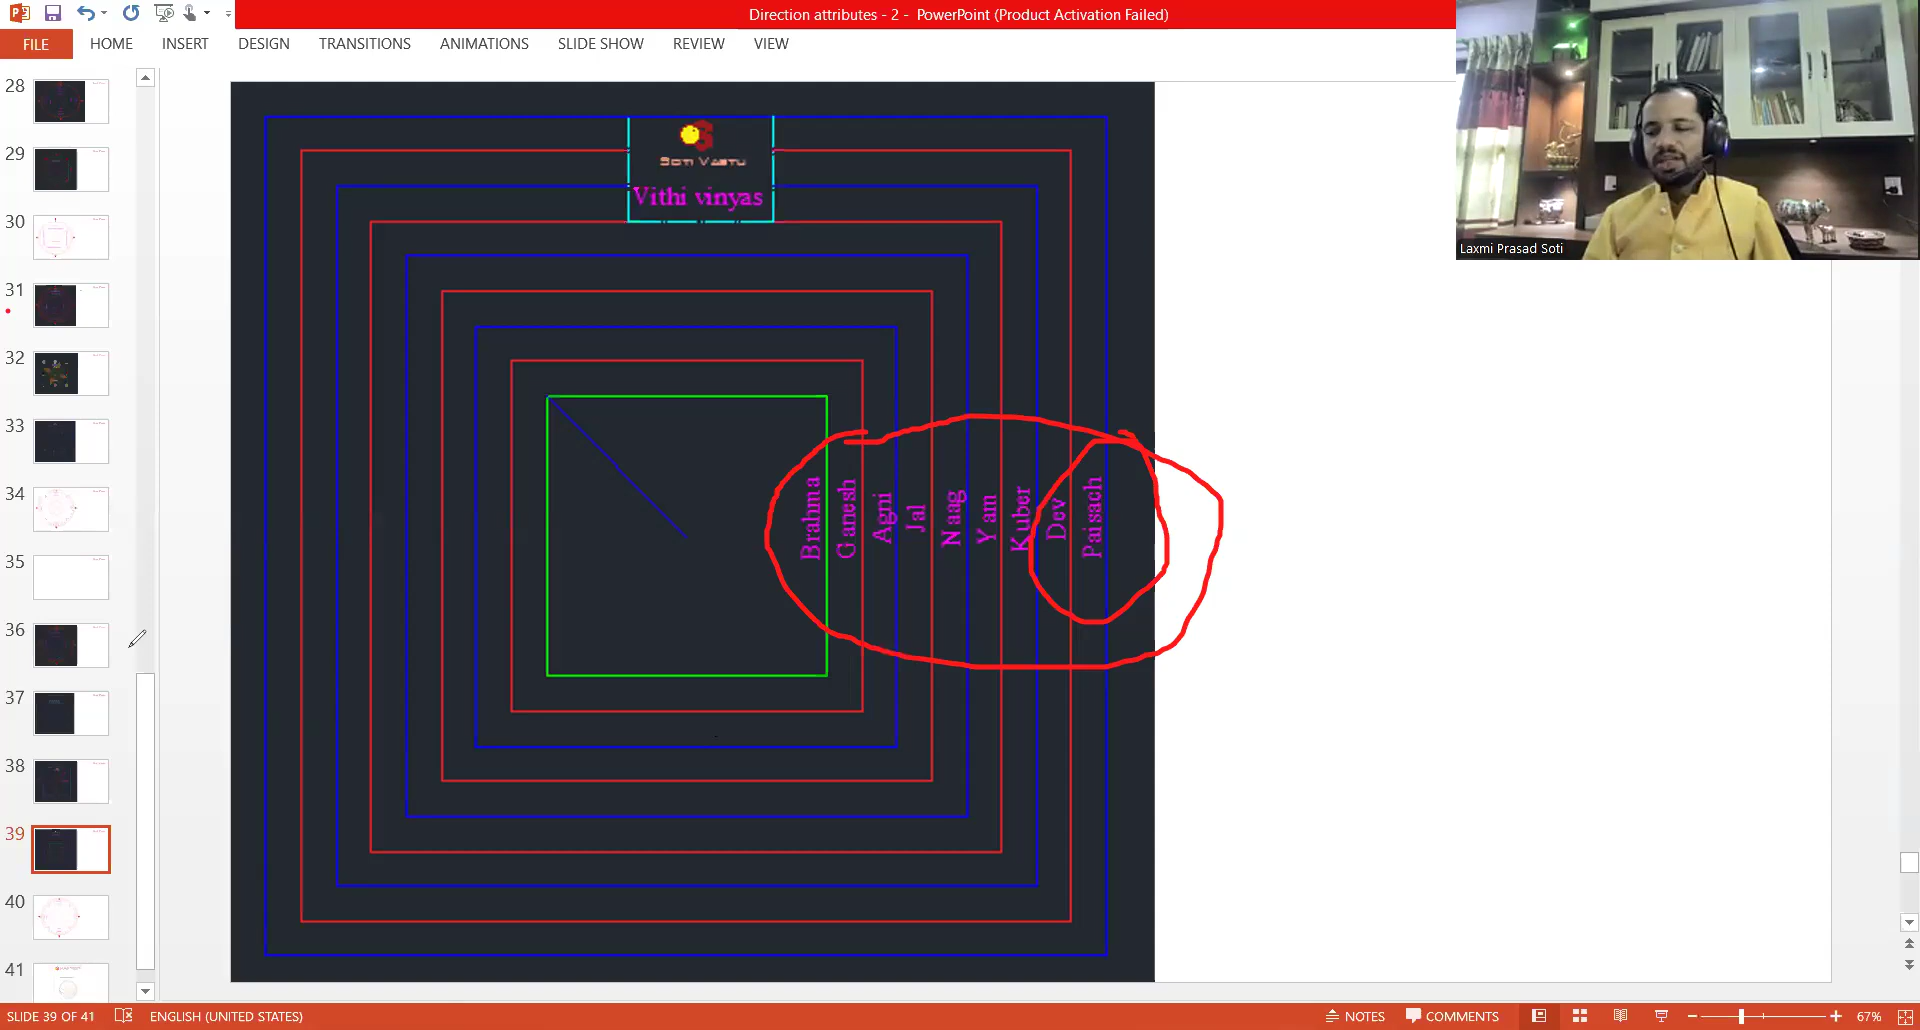 Direction attributes - 2 - PowerPoint (Product Activation Failed)
FILE HOME INSERT DESIGN TRANSITIONS ANIMATIONS SLIDE SHOW REVIEW VIEW
28
29
30
31
32
33
34
35
36
37
38
39
40
41
SOTI VASTU
Vithi vinyas
Brahma
Ganesh
Agni
Jal
Naag
Yam
Kuber
Dev
Paisach
Laxmi Prasad Soti
SLIDE 39 OF 41 ENGLISH (UNITED STATES) NOTES COMMENTS 67%